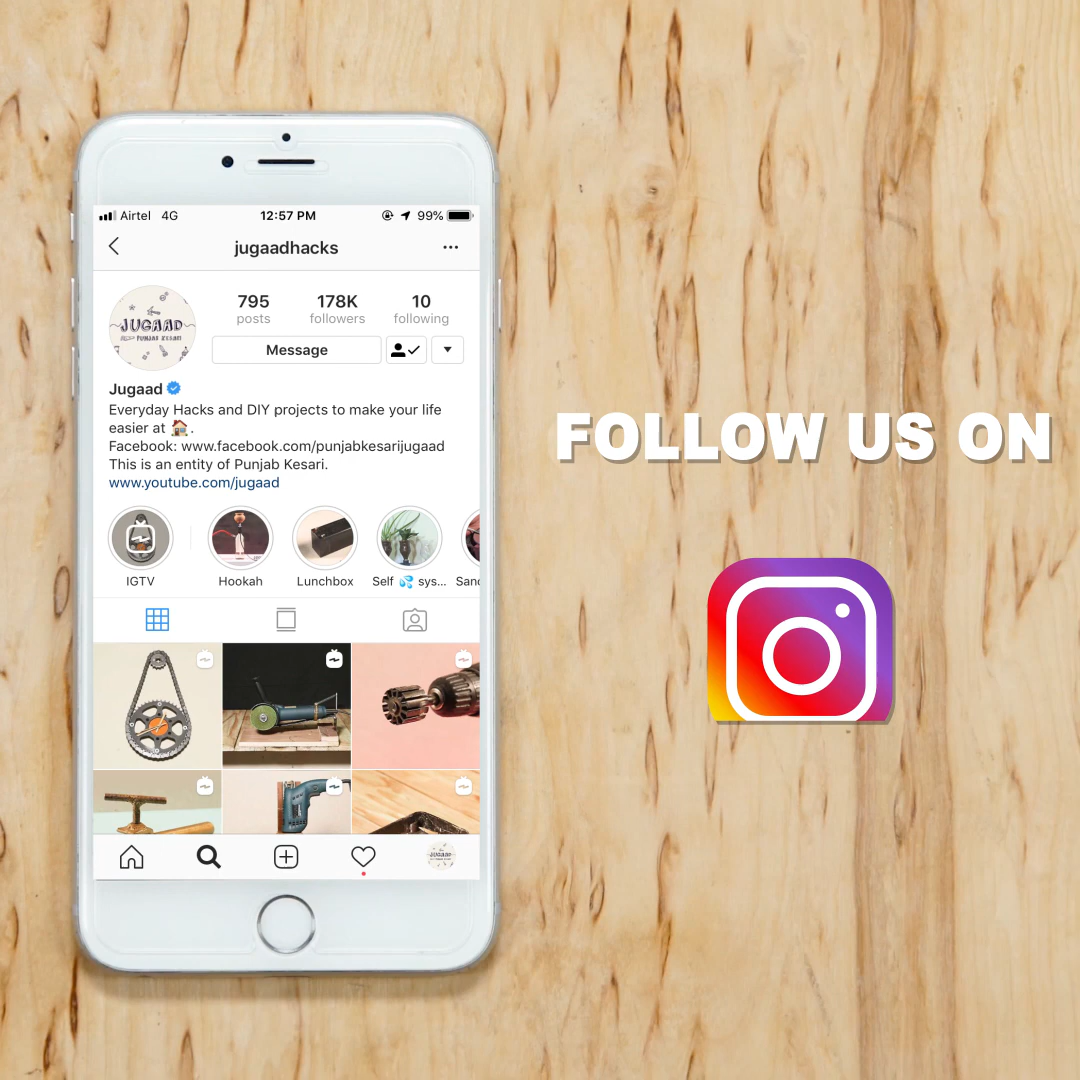 Airtel 4G 12:57 PM 99%
jugaadhacks
795 178K 10
posts followers following
JUGAAD
PUNJAB KESARI
Message
Jugaad
Everyday Hacks and DIY projects to make your life
easier at 🏠.
Facebook: www.facebook.com/punjabkesarijugaad
This is an entity of Punjab Kesari.
www.youtube.com/jugaad
IGTV Hookah Lunchbox Self 💦 sys... Sanc
JUGAAD
FOLLOW US ON